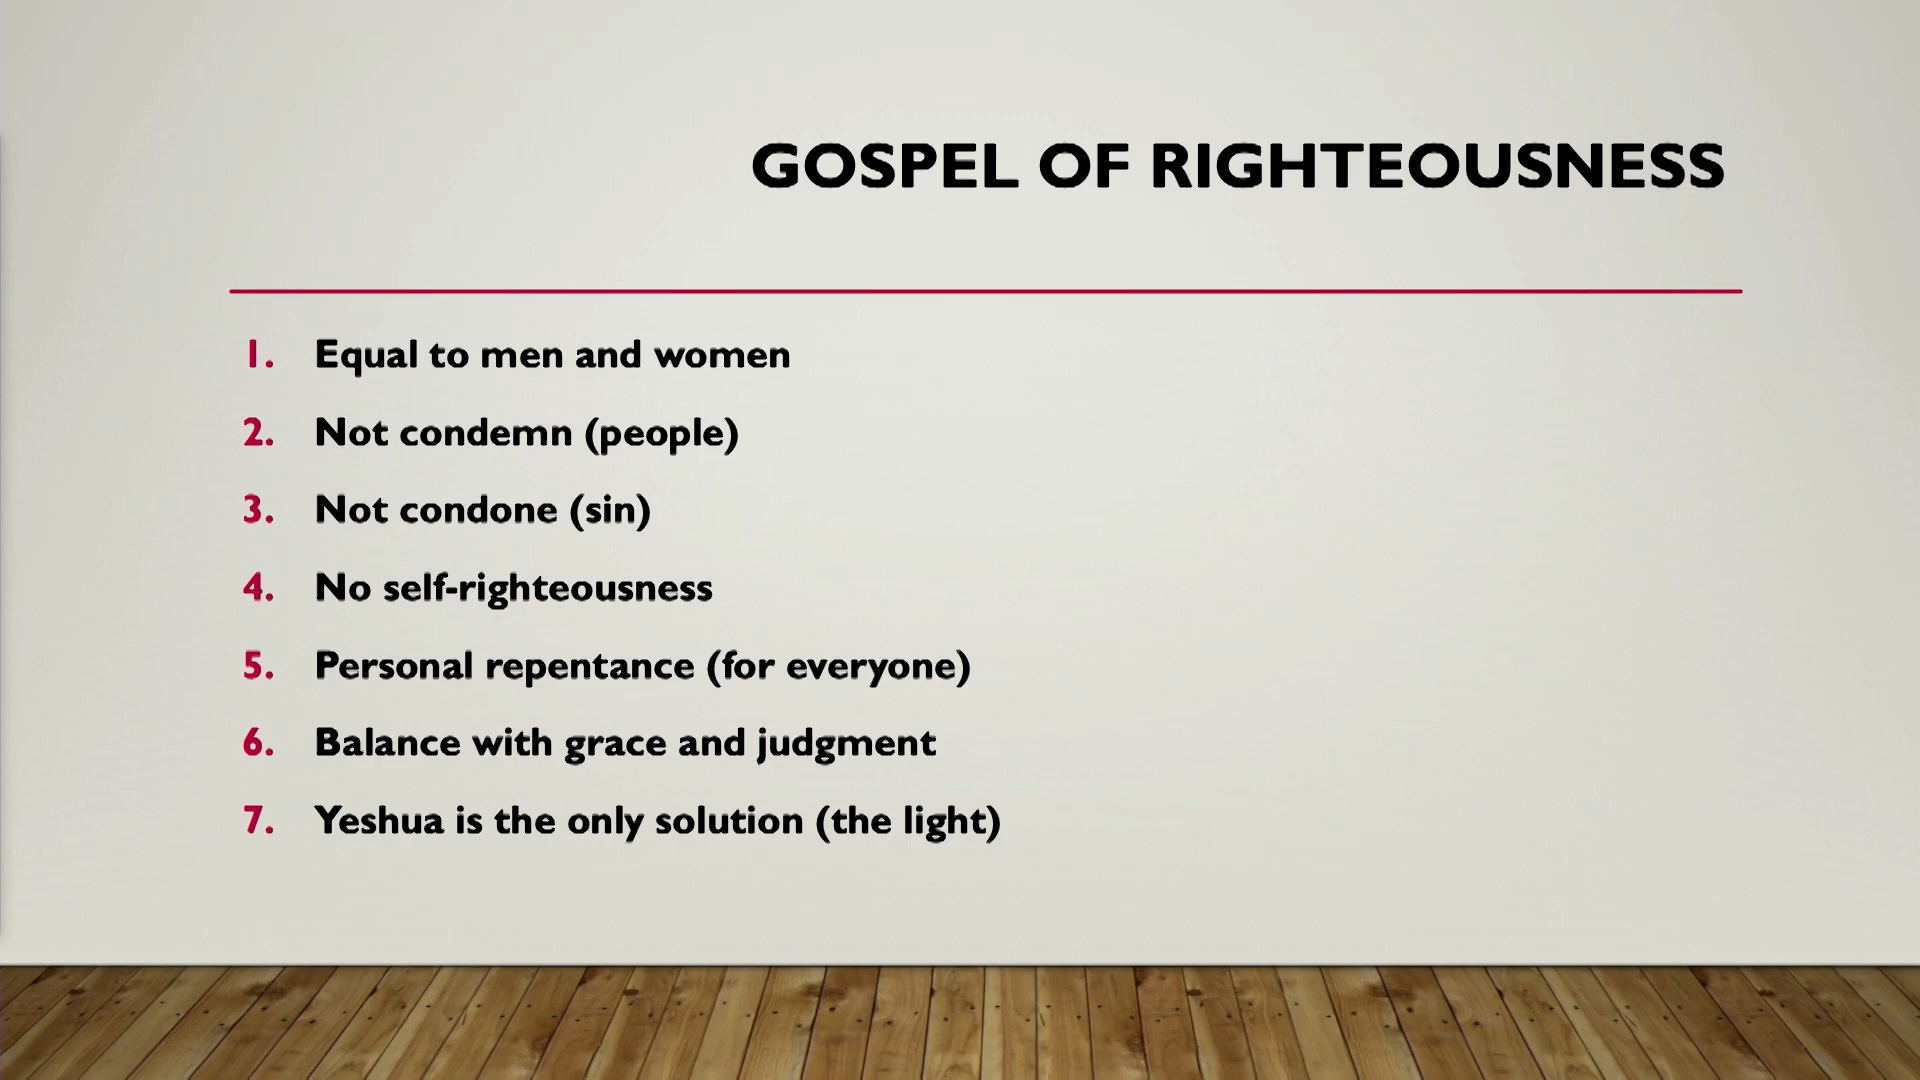 GOSPEL OF RIGHTEOUSNESS
1. Equal to men and women
2. Not condemn (people)
3. Not condone (sin)
4. No self-righteousness
5. Personal repentance (for everyone)
6. Balance with grace and judgment
7. Yeshua is the only solution (the light)